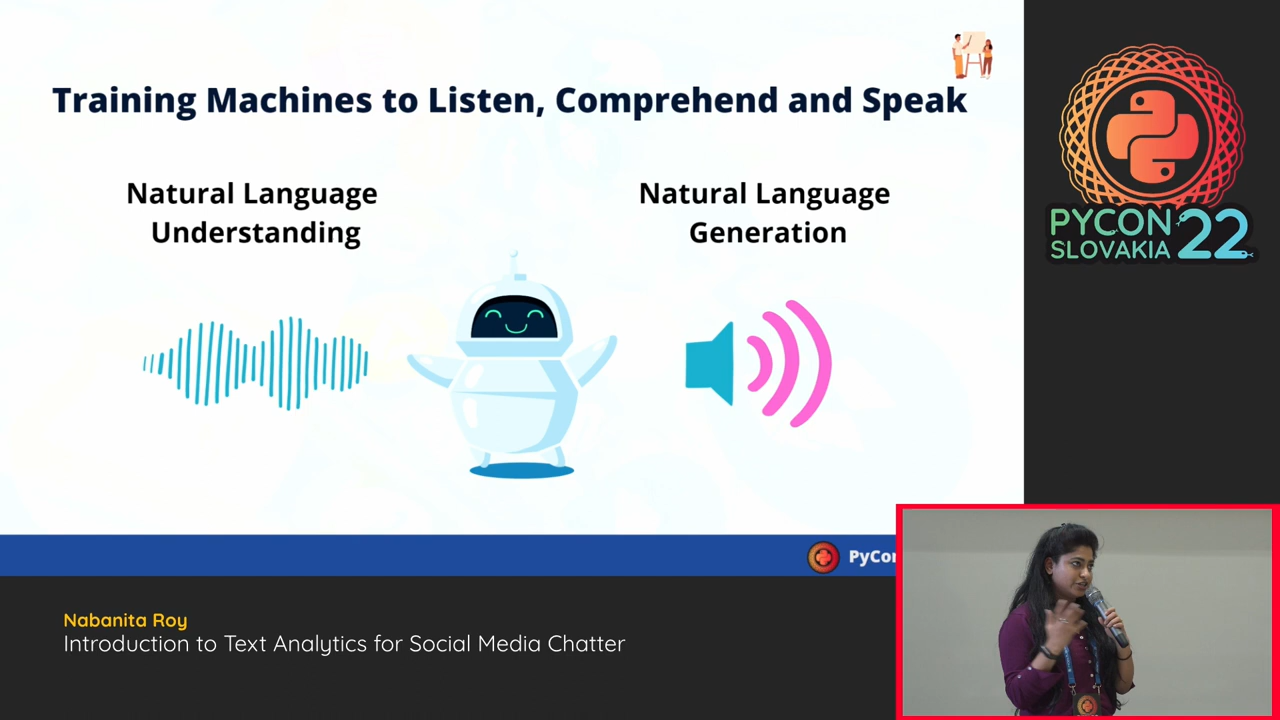 Training Machines to Listen, Comprehend and Speak
Natural Language
Understanding
Natural Language
Generation
PYCON
SLOVAKIA
22
Nabanita Roy
Introduction to Text Analytics for Social Media Chatter